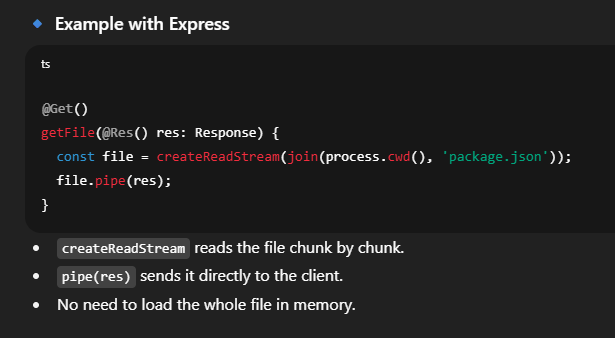 Example with Express
ts
@Get()
getFile(@Res() res: Response) {
  const file = createReadStream(join(process.cwd(), 'package.json'));
  file.pipe(res);
}
• createReadStream reads the file chunk by chunk.
• pipe(res) sends it directly to the client.
• No need to load the whole file in memory.